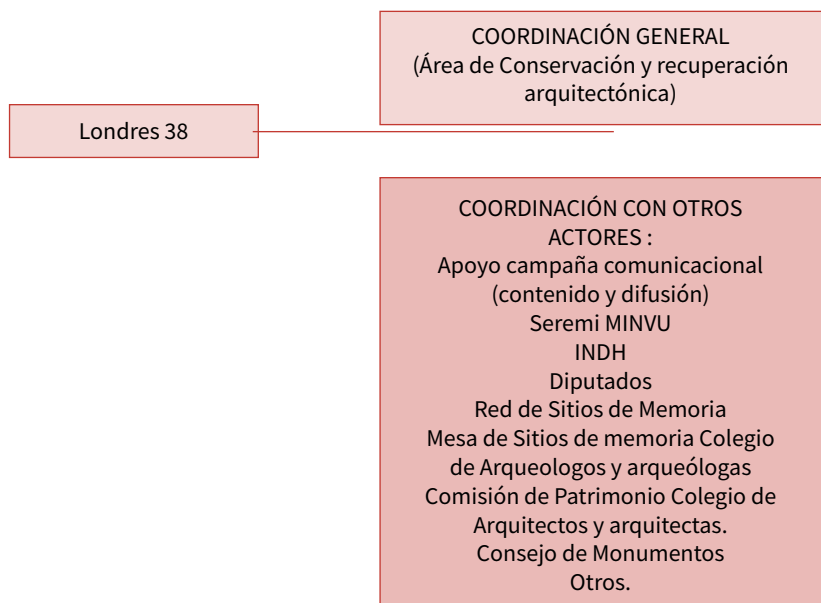 COORDINACIÓN GENERAL
(Área de Conservación y recuperación
arquitectónica)
Londres 38
COORDINACIÓN CON OTROS
ACTORES :
Apoyo campaña comunicacional
(contenido y difusión)
Seremi MINVU
INDH
Diputados
Red de Sitios de Memoria
Mesa de Sitios de memoria Colegio
de Arqueologos y arqueólogas
Comisión de Patrimonio Colegio de
Arquitectos y arquitectas.
Consejo de Monumentos
Otros.